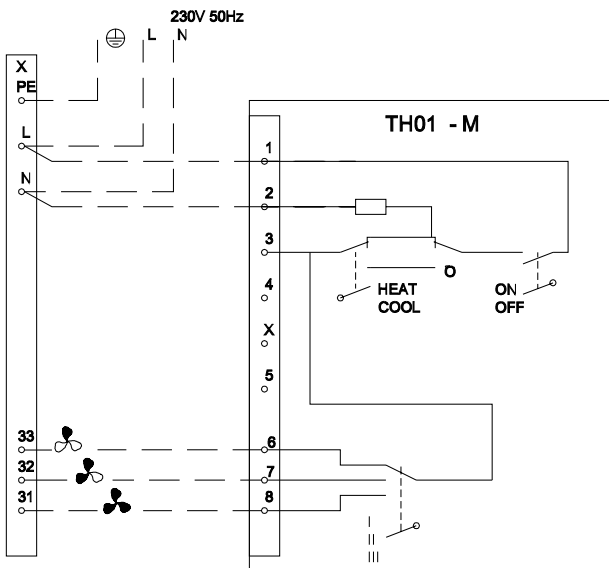 230V 50Hz
L N
X
PE
L
N
33
32
31
TH01 - M
1
2
3
4
X
5
6
7
8
HEAT
COOL
ON
OFF
I
II
III